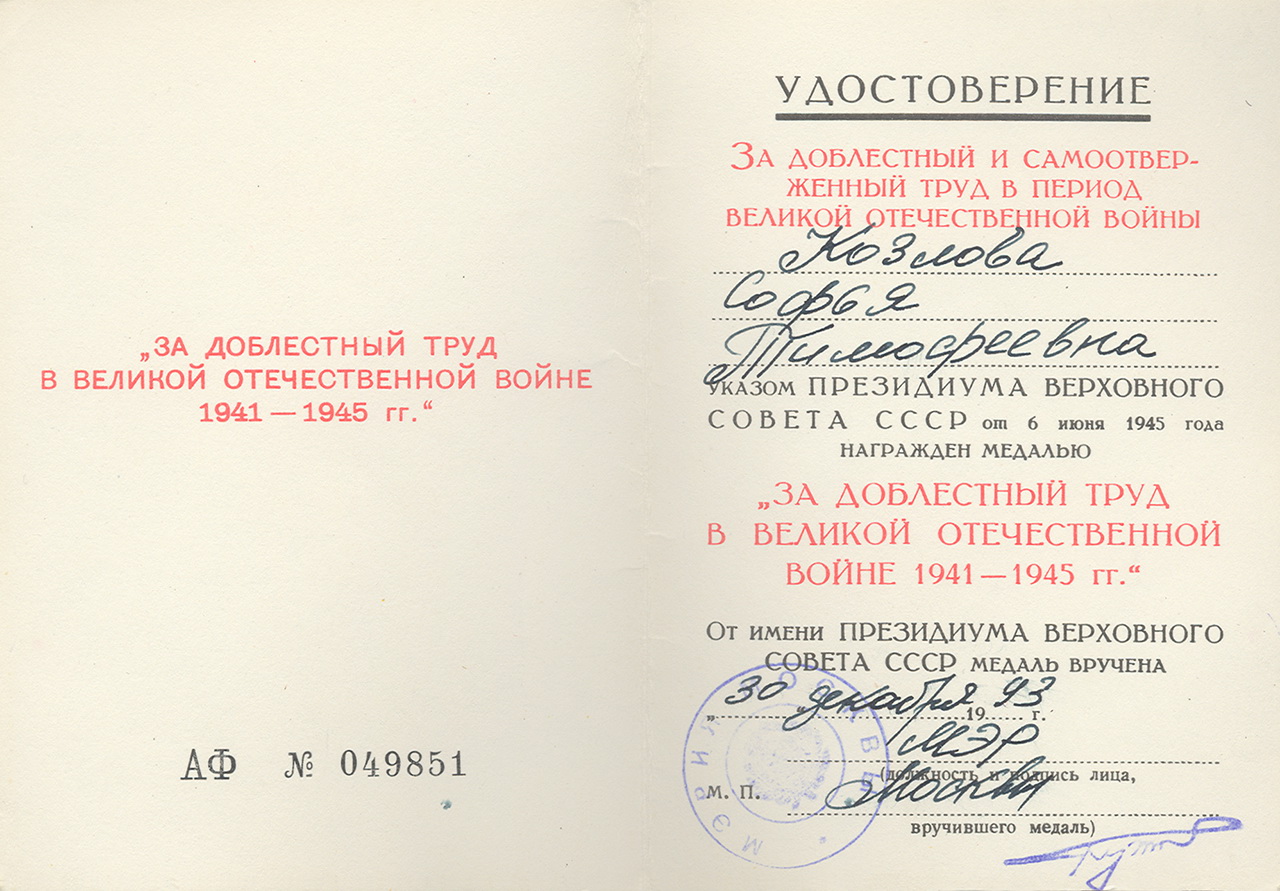 „ЗА ДОБЛЕСТНЫЙ ТРУД
В ВЕЛИКОЙ ОТЕЧЕСТВЕННОЙ ВОЙНЕ
1941 — 1945 гг.“
АФ № 049851
УДОСТОВЕРЕНИЕ
ЗА ДОБЛЕСТНЫЙ И САМООТВЕР-
ЖЕННЫЙ ТРУД В ПЕРИОД
ВЕЛИКОЙ ОТЕЧЕСТВЕННОЙ ВОЙНЫ
Козлова
Софья
Тимофеевна
УКАЗОМ ПРЕЗИДИУМА ВЕРХОВНОГО
СОВЕТА СССР от 6 июня 1945 года
НАГРАЖДЕН МЕДАЛЬЮ
„ЗА ДОБЛЕСТНЫЙ ТРУД
В ВЕЛИКОЙ ОТЕЧЕСТВЕННОЙ
ВОЙНЕ 1941 — 1945 гг.“
ОТ ИМЕНИ ПРЕЗИДИУМА ВЕРХОВНОГО
СОВЕТА СССР МЕДАЛЬ ВРУЧЕНА
„30 декабря 1993 г.
МЭР
(должность и подпись лица,
М. П. Москвы
вручившего медаль)
МЭРИЯ МОСКВЫ